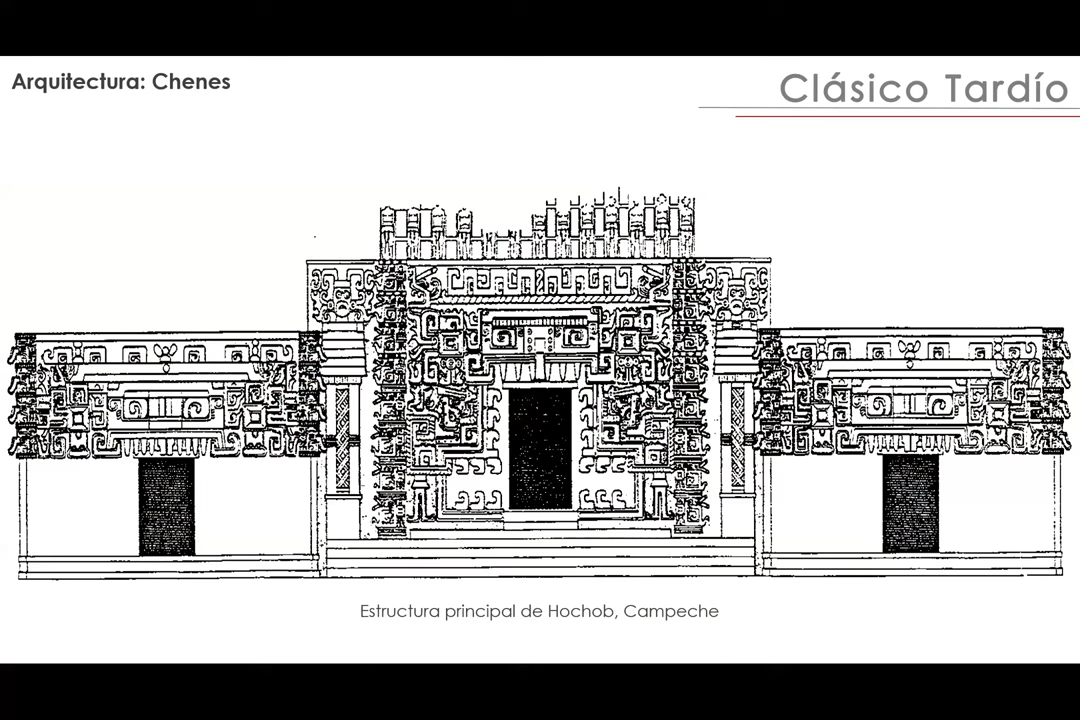 Arquitectura: Chenes
Clásico Tardío
Estructura principal de Hochob, Campeche